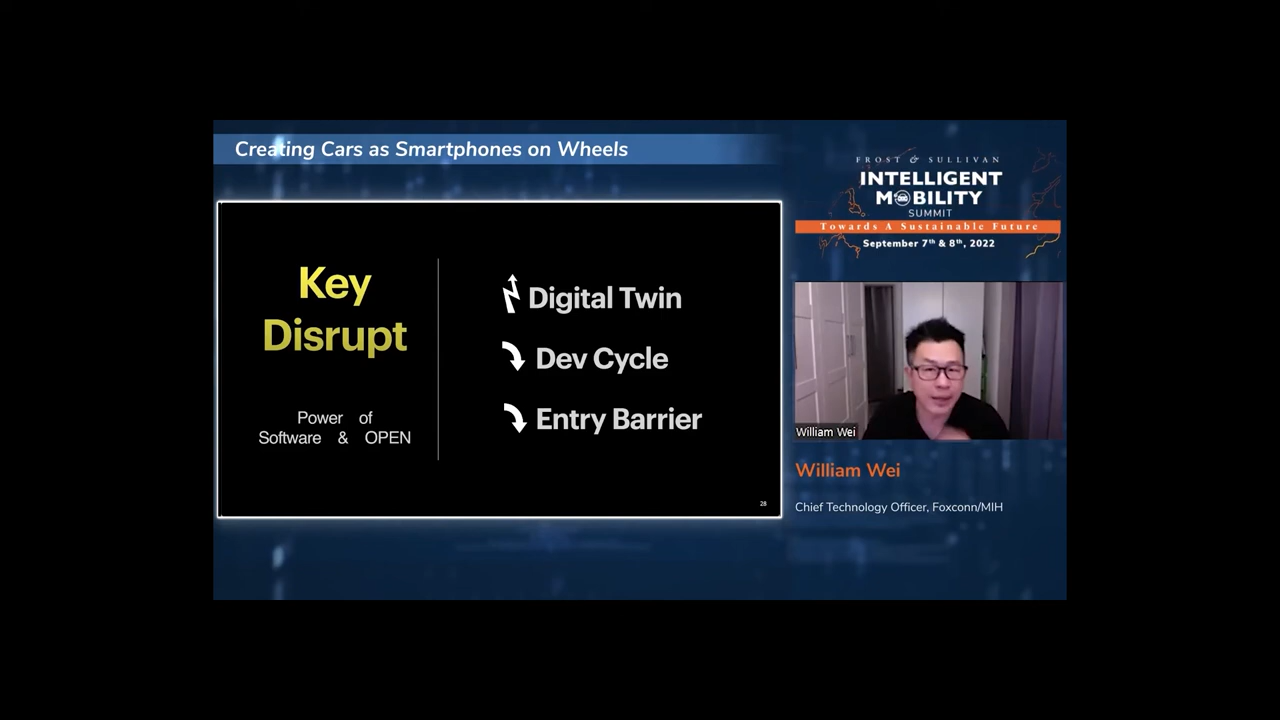 Creating Cars as Smartphones on Wheels
Key
Disrupt
Power of
Software & OPEN
Digital Twin
Dev Cycle
Entry Barrier
28
FROST & SULLIVAN
INTELLIGENT
MOBILITY
SUMMIT
Towards A Sustainable Future
September 7th & 8th, 2022
William Wei
William Wei
Chief Technology Officer, Foxconn/MIH